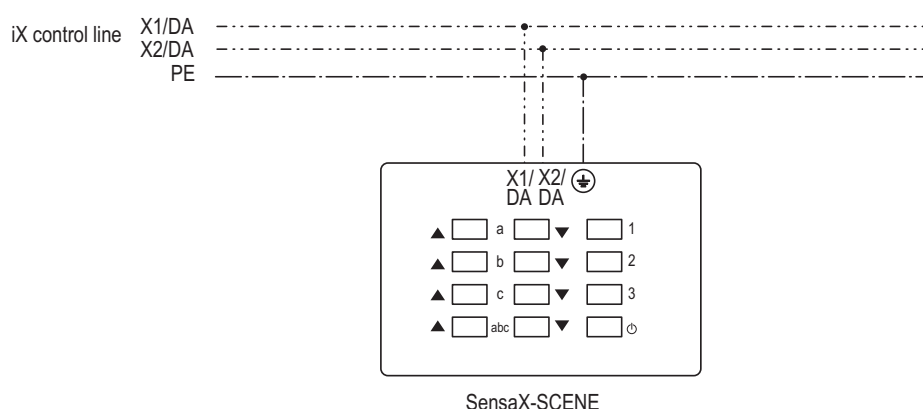 iX control line X1/DA
X2/DA
PE
X1/ X2/
DA DA
a 1
b 2
c 3
abc
SensaX-SCENE